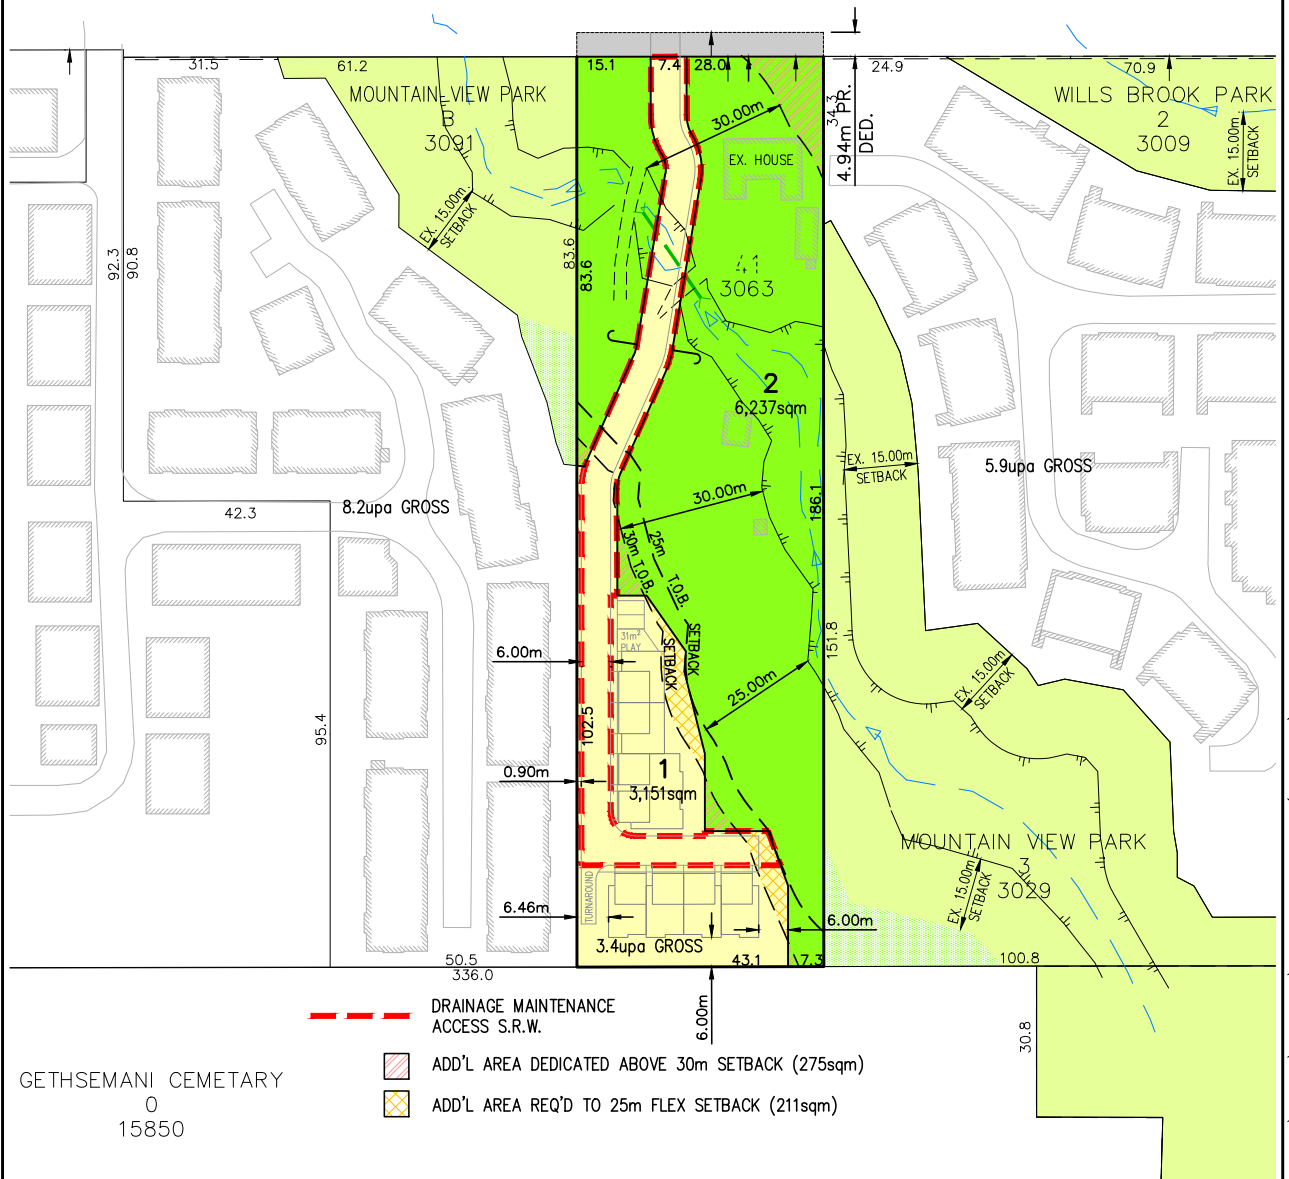 31.5
61.2
15.1
7.4
28.0
24.9
70.9
MOUNTAIN VIEW PARK
B
3091
30.00m
34.3
4.94m PR.
DED.
WILLS BROOK PARK
2
3009
EX. 15.00m
SETBACK
EX. HOUSE
EX. 15.00m
SETBACK
92.3
90.8
83.6
83.6
41
3063
2
6,237sqm
EX. 15.00m
SETBACK
5.9upa GROSS
8.2upa GROSS
42.3
30.00m
186.1
30m T.O.B.
SETBACK
25m T.O.B.
SETBACK
31m²
PLAY
6.00m
151.8
EX. 15.00m
SETBACK
25.00m
95.4
102.5
0.90m
1
3,151sqm
MOUNTAIN VIEW PARK
3
3029
EX. 15.00m
SETBACK
TURNAROUND
6.46m
6.00m
3.4upa GROSS
50.5
336.0
43.1
7.3
100.8
6.00m
30.8
DRAINAGE MAINTENANCE
ACCESS S.R.W.
ADD'L AREA DEDICATED ABOVE 30m SETBACK (275sqm)
ADD'L AREA REQ'D TO 25m FLEX SETBACK (211sqm)
GETHSEMANI CEMETARY
0
15850